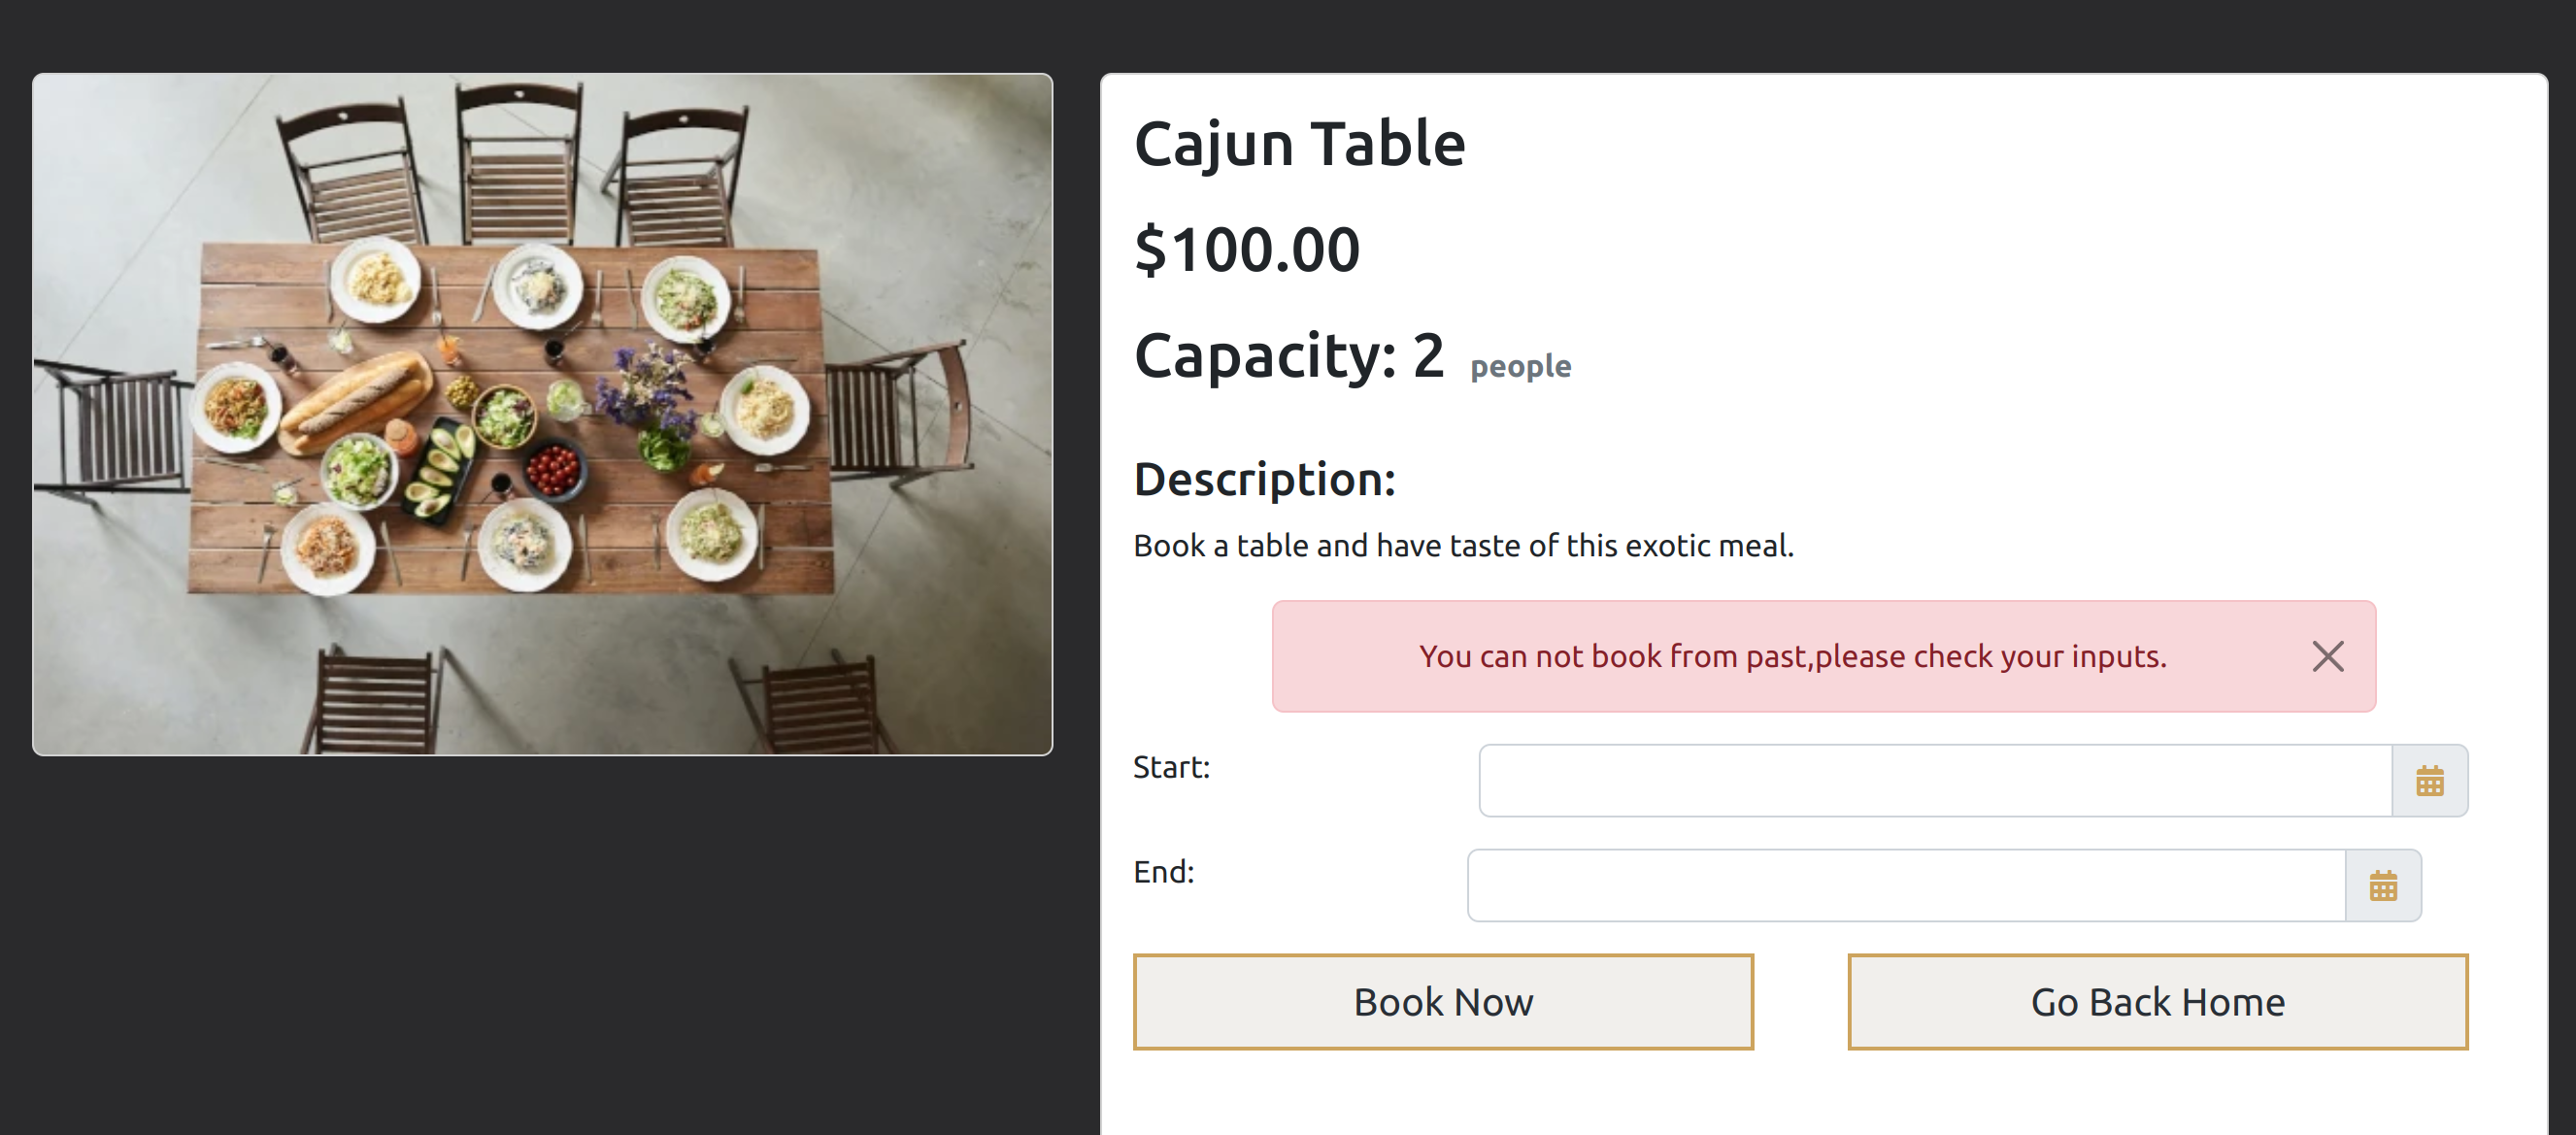 Cajun Table
$100.00
Capacity: 2 people
Description:
Book a table and have taste of this exotic meal.
You can not book from past,please check your inputs.
Start:
End:
Book Now
Go Back Home